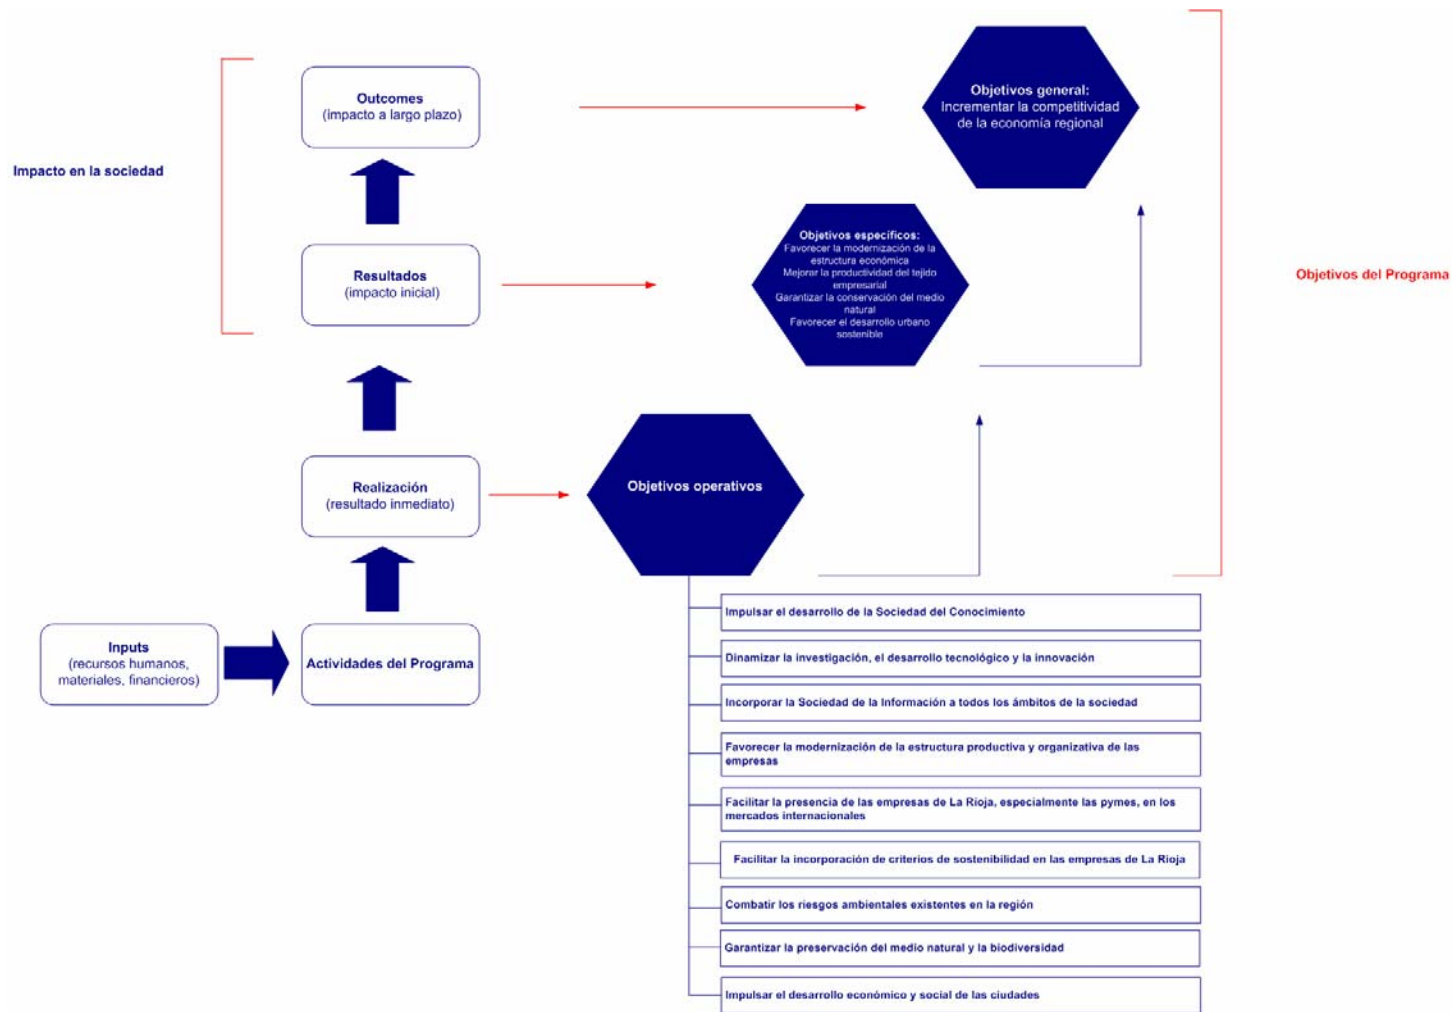 Objetivos general:
Incrementar la competitividad
de la economía regional
Outcomes
(impacto a largo plazo)
Impacto en la sociedad
Objetivos específicos:
Favorecer la modernización de la
estructura económica
Mejorar la productividad del tejido
empresarial
Garantizar la conservación del medio
natural
Favorecer el desarrollo urbano
sostenible
Resultados
(impacto inicial)
Objetivos del Programa
Realización
(resultado inmediato)
Objetivos operativos
Inputs
(recursos humanos,
materiales, financieros)
Actividades del Programa
Impulsar el desarrollo de la Sociedad del Conocimiento
Dinamizar la investigación, el desarrollo tecnológico y la innovación
Incorporar la Sociedad de la Información a todos los ámbitos de la sociedad
Favorecer la modernización de la estructura productiva y organizativa de las
empresas
Facilitar la presencia de las empresas de La Rioja, especialmente las pymes, en los
mercados internacionales
Facilitar la incorporación de criterios de sostenibilidad en las empresas de La Rioja
Combatir los riesgos ambientales existentes en la región
Garantizar la preservación del medio natural y la biodiversidad
Impulsar el desarrollo económico y social de las ciudades